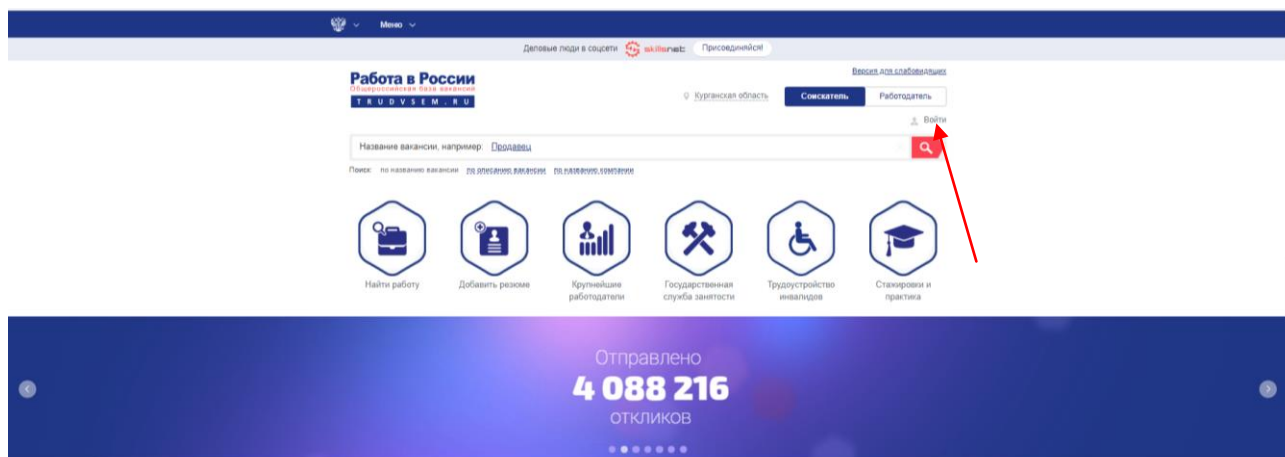 Меню
Деловые люди в соцсети skillsnet Присоединяйся!
Версия для слабовидящих
Работа в России
Общероссийская база вакансий
TRUDVSEM.RU
Курганская область Соискатель Работодатель
Войти
Название вакансии, например: Продавец
Поиск: по названию вакансии по описанию вакансии по названию компании
Найти работу
Добавить резюме
Крупнейшие
работодатели
Государственная
служба занятости
Трудоустройство
инвалидов
Стажировки и
практика
Отправлено
4 088 216
откликов